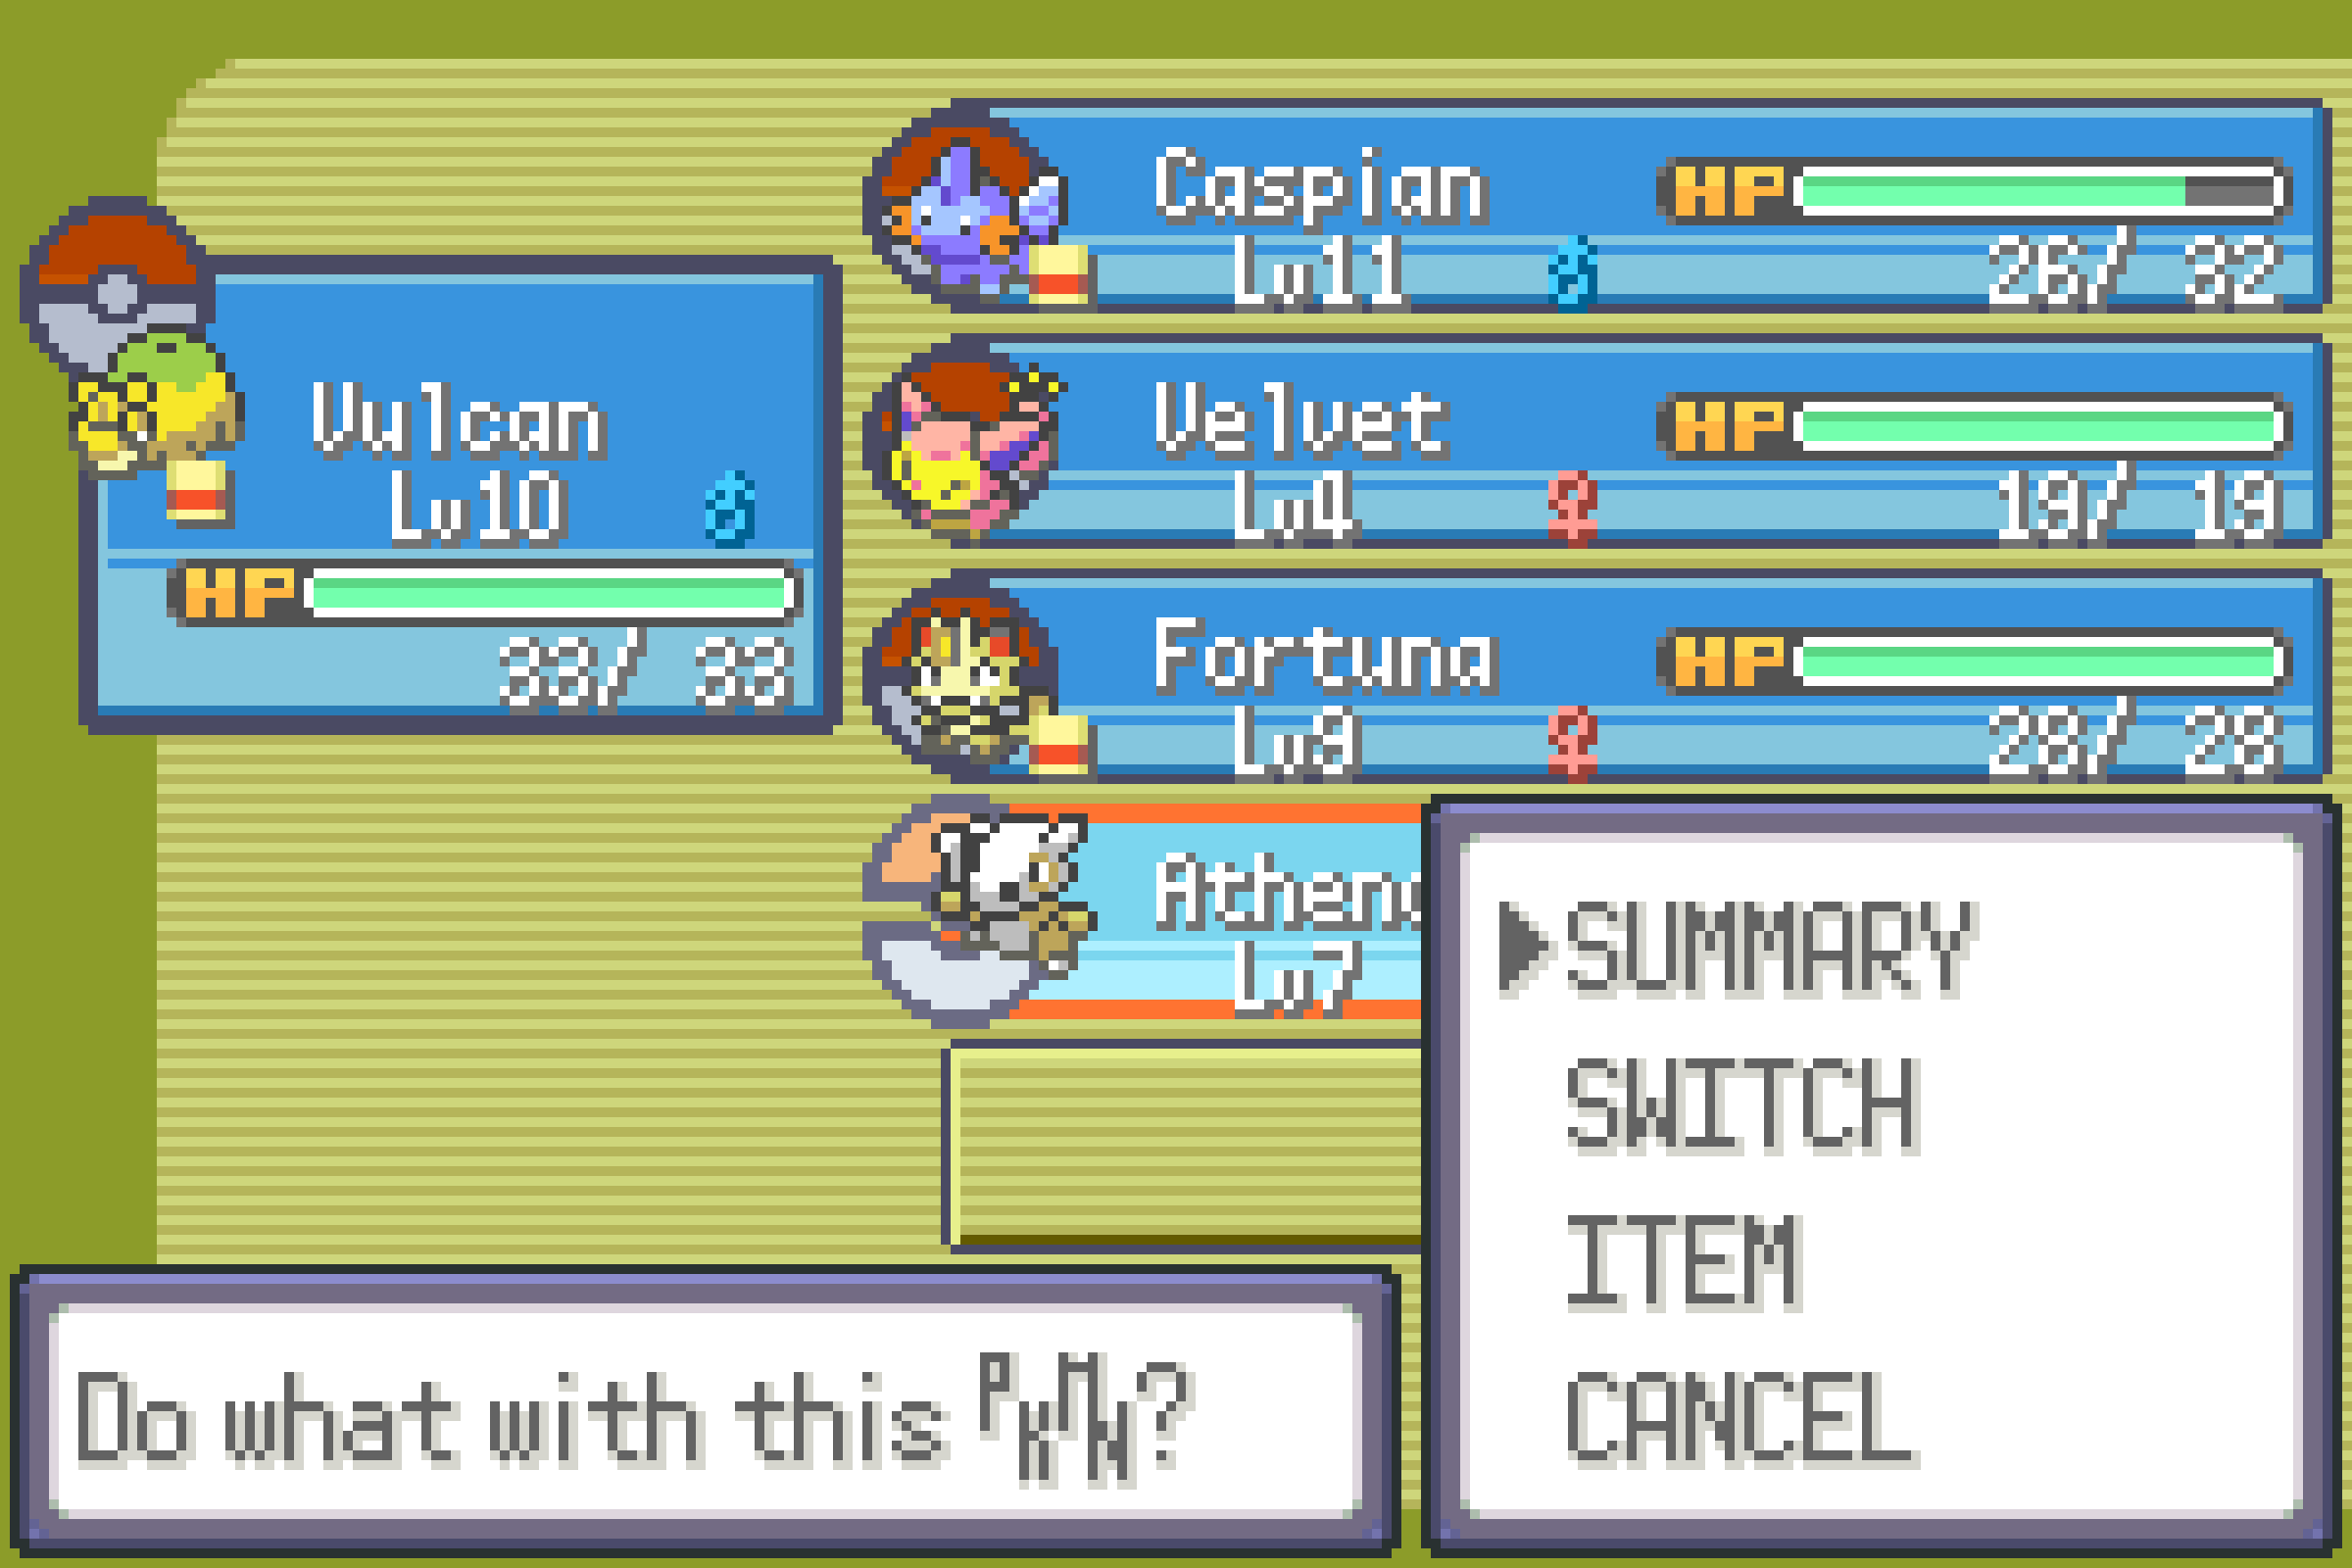 Vulcan
Lv10 ♂
HP
33/ 33
Caspian HP
Lv11 ♂ 26/ 32
Velvet HP
Lv4 ♀ 19/ 19
Fortuna HP
Lv9 ♀ 28/ 28
Athena
Lv7
SUMMARY
SWITCH
ITEM
CANCEL
Do what with this PKMN?